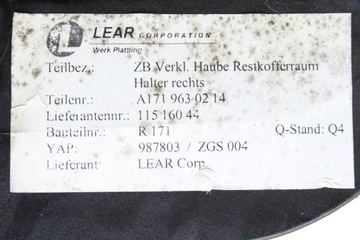 LEAR CORPORATION
Werk Plattling
Teilbez.: ZB Verkl. Haube Restkofferraum
Halter rechts
Teilenr.: A171 963 02 14
Lieferantennr.: 115 160 44
Bauteilnr.: R 171 Q-Stand: Q4
YAP: 987803 / ZGS 004
Lieferant: LEAR Corp.